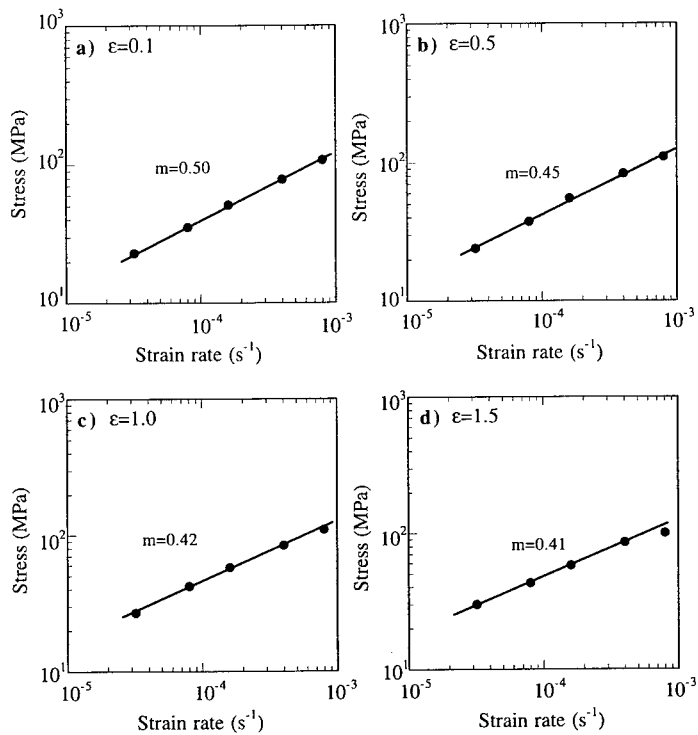 a) ε=0.1
10³
10²
10¹
Stress (MPa)
m=0.50
10⁻⁵ 10⁻⁴ 10⁻³
Strain rate (s⁻¹)
b) ε=0.5
10³
10²
10¹
Stress (MPa)
m=0.45
10⁻⁵ 10⁻⁴ 10⁻³
Strain rate (s⁻¹)
c) ε=1.0
10³
10²
10¹
Stress (MPa)
m=0.42
10⁻⁵ 10⁻⁴ 10⁻³
Strain rate (s⁻¹)
d) ε=1.5
10³
10²
10¹
Stress (MPa)
m=0.41
10⁻⁵ 10⁻⁴ 10⁻³
Strain rate (s⁻¹)